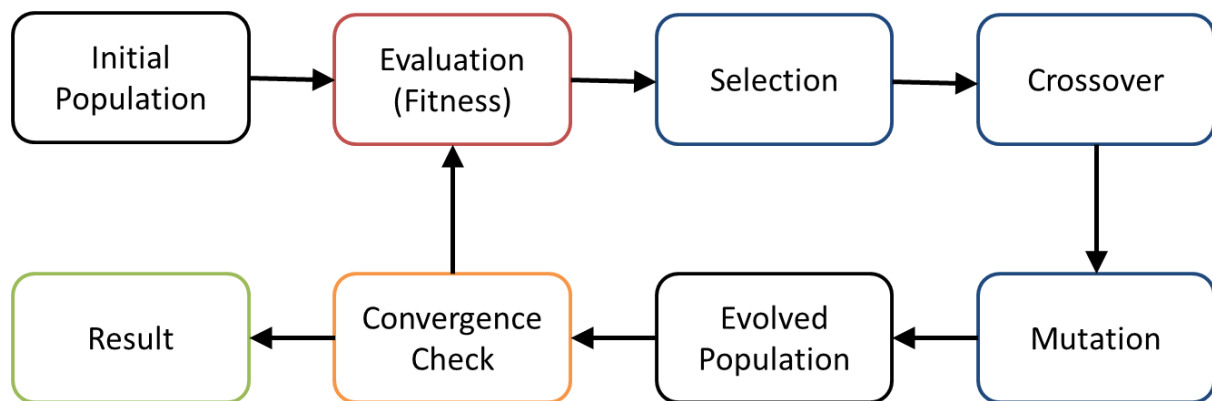 Initial
Population
Evaluation
(Fitness)
Selection
Crossover
Result
Convergence
Check
Evolved
Population
Mutation